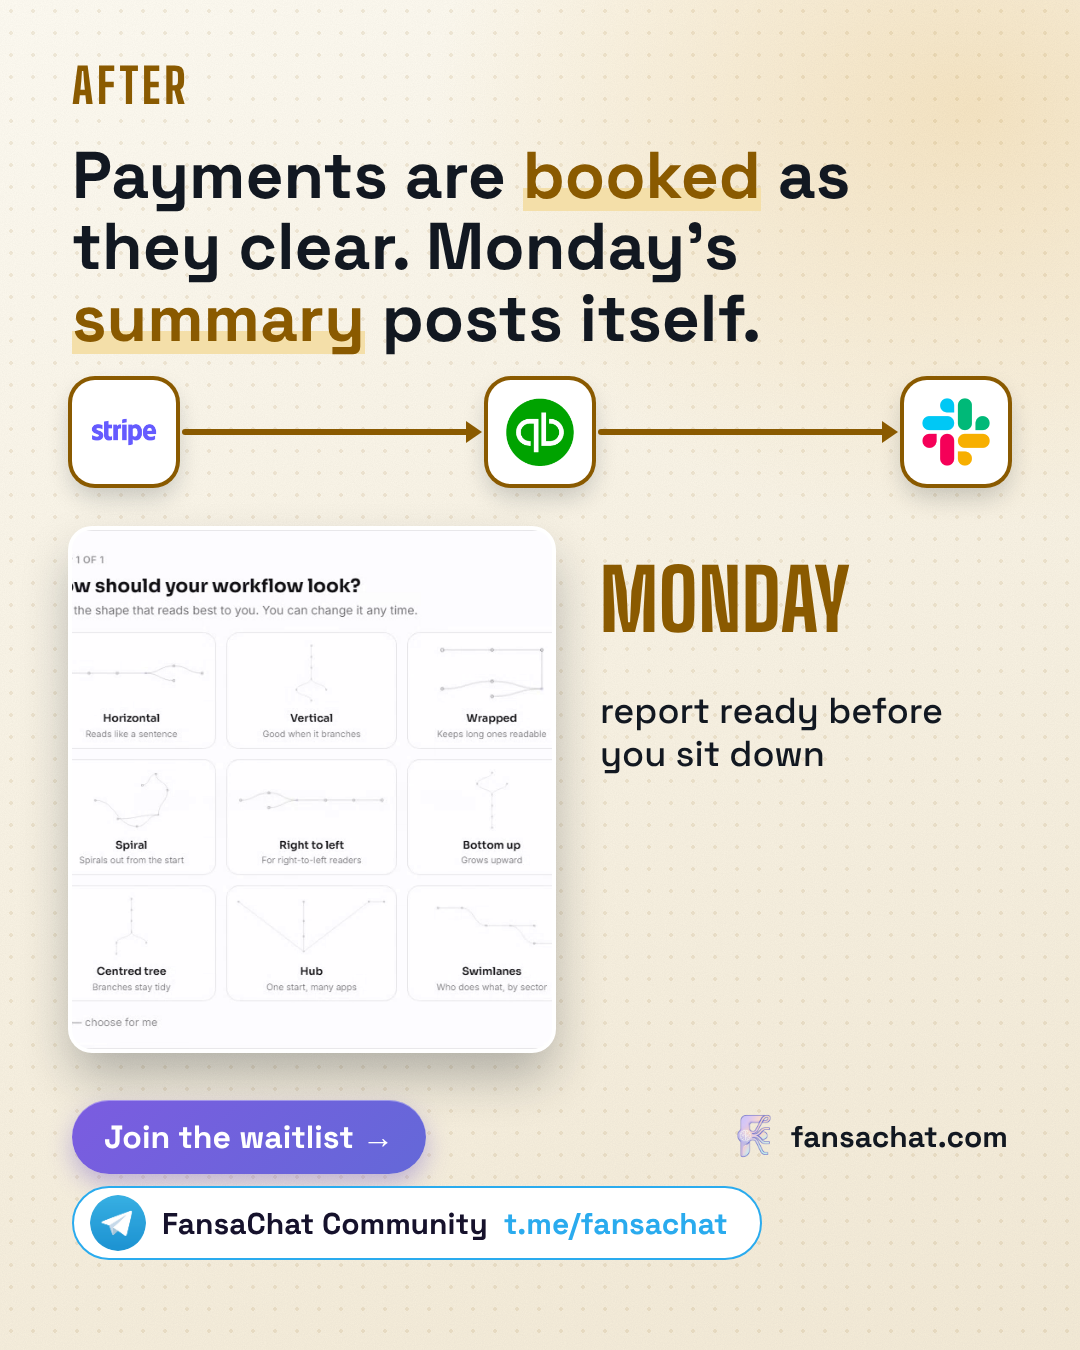 AFTER
Payments are booked as
they clear. Monday’s
summary posts itself.
stripe
qb
1 OF 1
ow should your workflow look?
the shape that reads best to you. You can change it any time.
Horizontal
Reads like a sentence
Vertical
Good when it branches
Wrapped
Keeps long ones readable
Spiral
Spirals out from the start
Right to left
For right-to-left readers
Bottom up
Grows upward
Centred tree
Branches stay tidy
Hub
One start, many apps
Swimlanes
Who does what, by sector
— choose for me
MONDAY
report ready before
you sit down
Join the waitlist →
fansachat.com
FansaChat Community t.me/fansachat